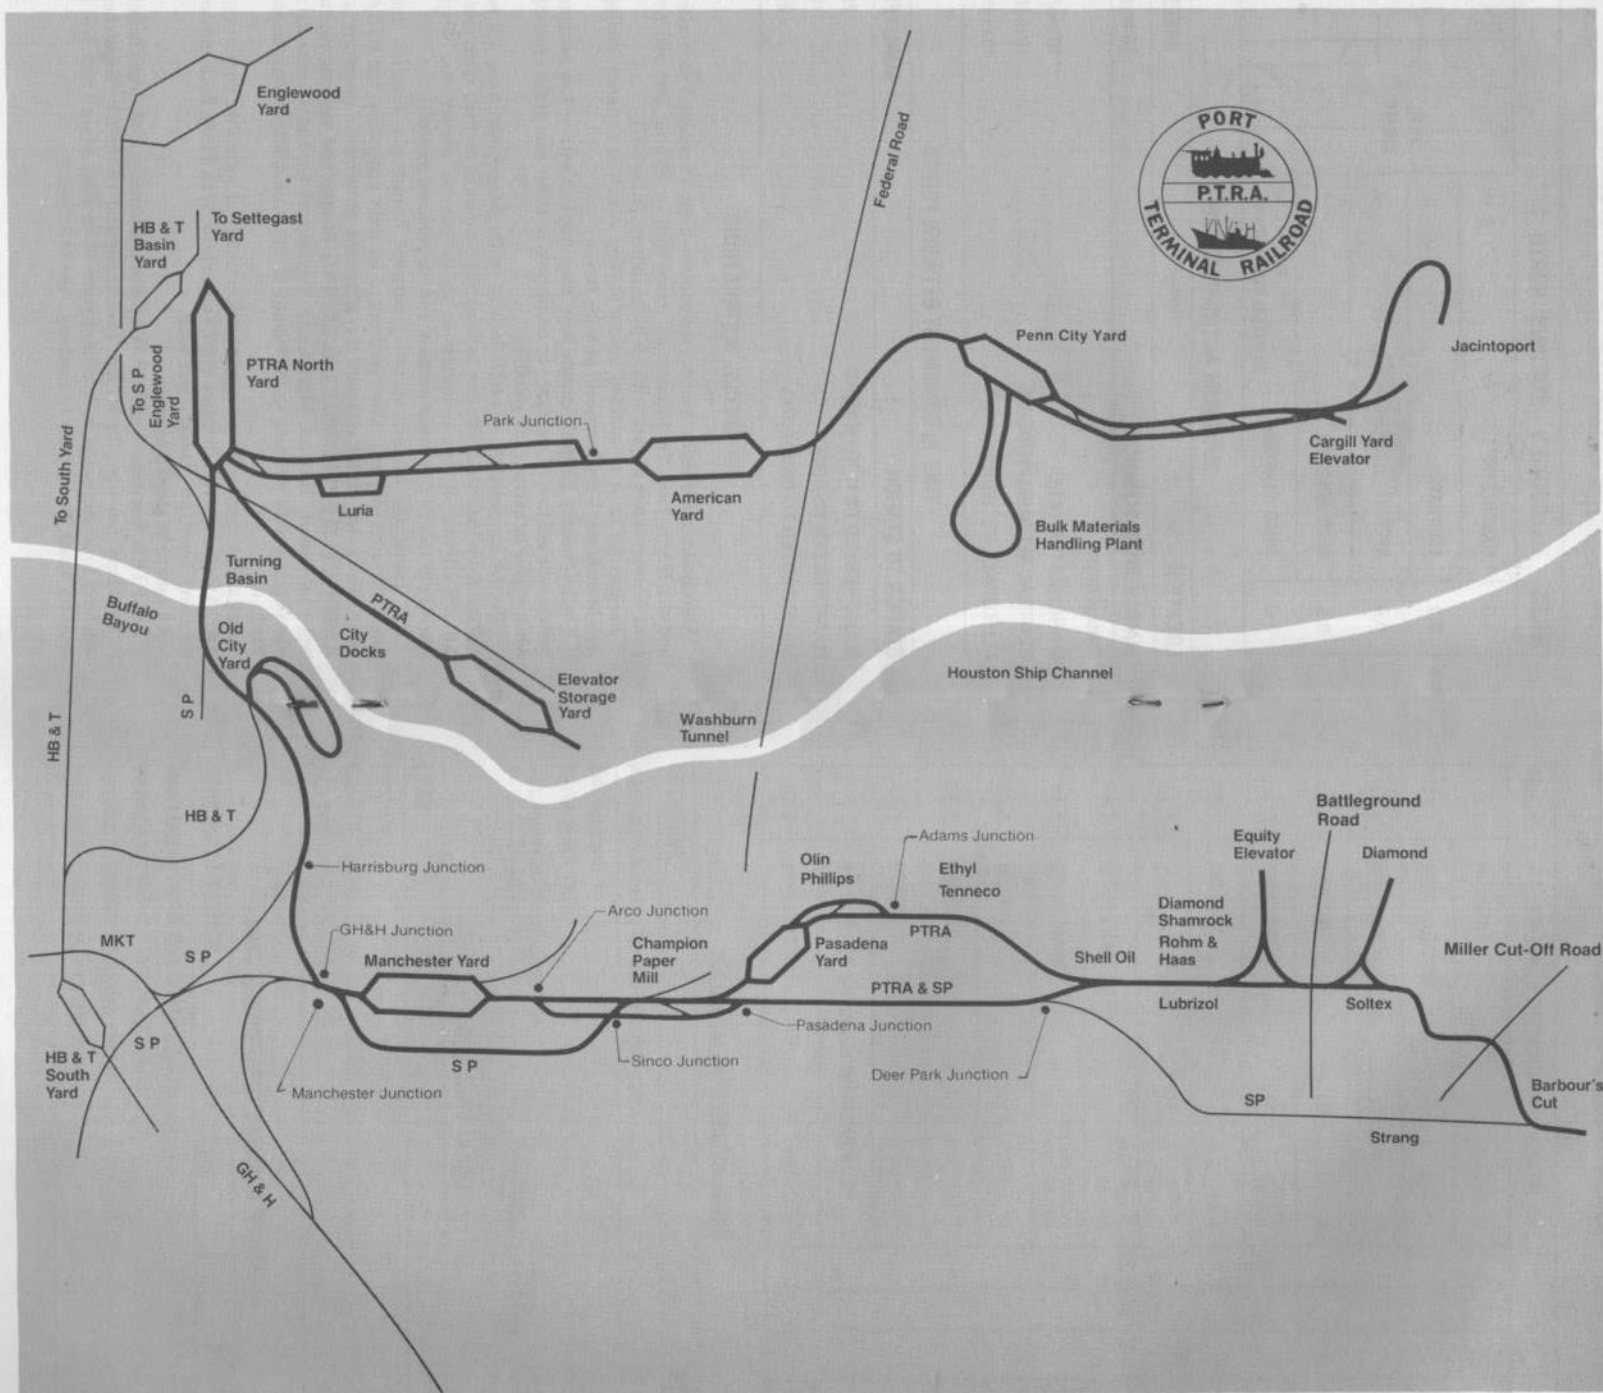 Englewood
Yard
Federal Road
PORT
P.T.R.A.
TERMINAL RAILROAD
To Settegast
Yard
HB & T
Basin
Yard
To S P
Englewood
Yard
PTRA North
Yard
Penn City Yard
Jacintoport
Park Junction
Cargill Yard
Elevator
To South Yard
Luria
American
Yard
Bulk Materials
Handling Plant
Turning
Basin
Buffalo
Bayou
PTRA
Old
City
Yard
City
Docks
Elevator
Storage
Yard
Houston Ship Channel
S P
Washburn
Tunnel
HB & T
HB & T
Battleground
Road
Adams Junction
Equity
Elevator
Diamond
Olin
Phillips
Ethyl
Tenneco
Harrisburg Junction
Diamond
Shamrock
Rohm &
Haas
Arco Junction
GH&H Junction
PTRA
MKT
S P
Manchester Yard
Champion
Paper
Mill
Pasadena
Yard
Shell Oil
Miller Cut-Off Road
PTRA & SP
Lubrizol
Soltex
Pasadena Junction
S P
HB & T
South
Yard
S P
Sinco Junction
Deer Park Junction
Manchester Junction
Barbour's
Cut
SP
Strang
GH & H